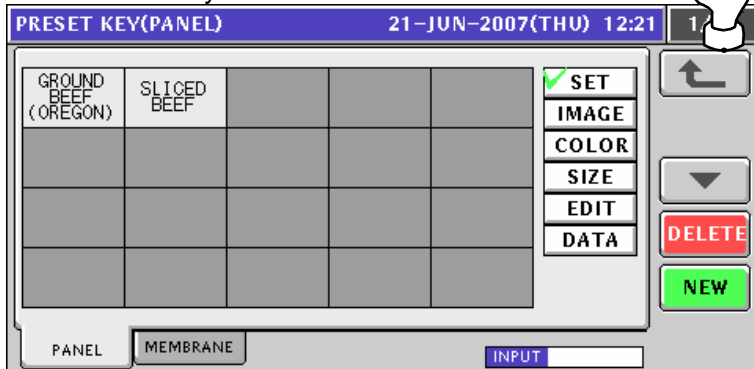 PRESET KEY(PANEL) 21-JUN-2007(THU) 12:21 1
GROUND
BEEF
(OREGON)
SLICED
BEEF
SET
IMAGE
COLOR
SIZE
EDIT
DATA
DELETE
NEW
PANEL MEMBRANE INPUT